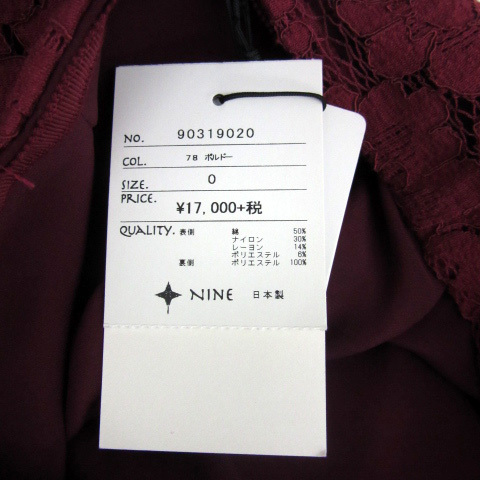 NO. 90319020
COL. 78 ボルドー
SIZE. 0
PRICE. ¥17,000+税
QUALITY. 表側 綿 50%
ナイロン 30%
レーヨン 14%
ポリエステル 6%
裏側 ポリエステル 100%
NINE 日本製